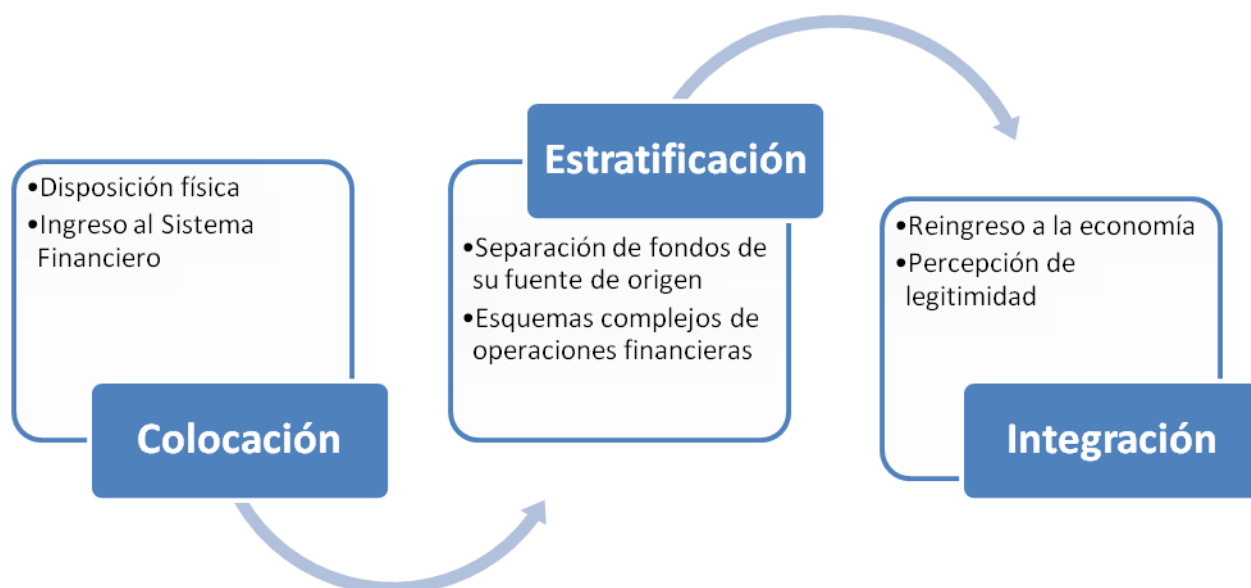 •Disposición física
•Ingreso al Sistema
Financiero
Colocación
Estratificación
•Separación de fondos de
su fuente de origen
•Esquemas complejos de
operaciones financieras
•Reingreso a la economía
•Percepción de
legitimidad
Integración